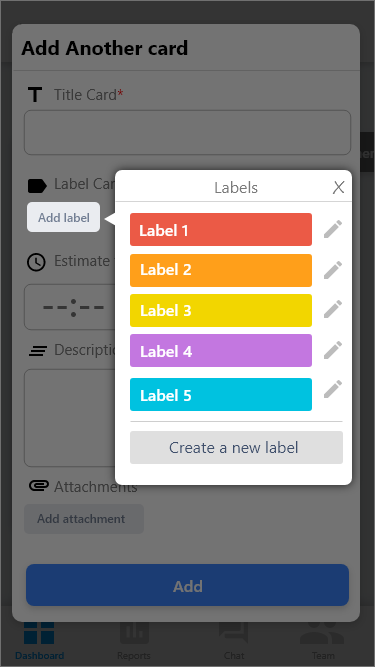 Add Another card
Title Card*
Label Car
Add label
Labels
X
Label 1
Label 2
Label 3
Label 4
Label 5
Create a new label
Estimate
--:--
Descriptio
Attachments
Add attachment
Add
Dashboard
Reports
Chat
Team